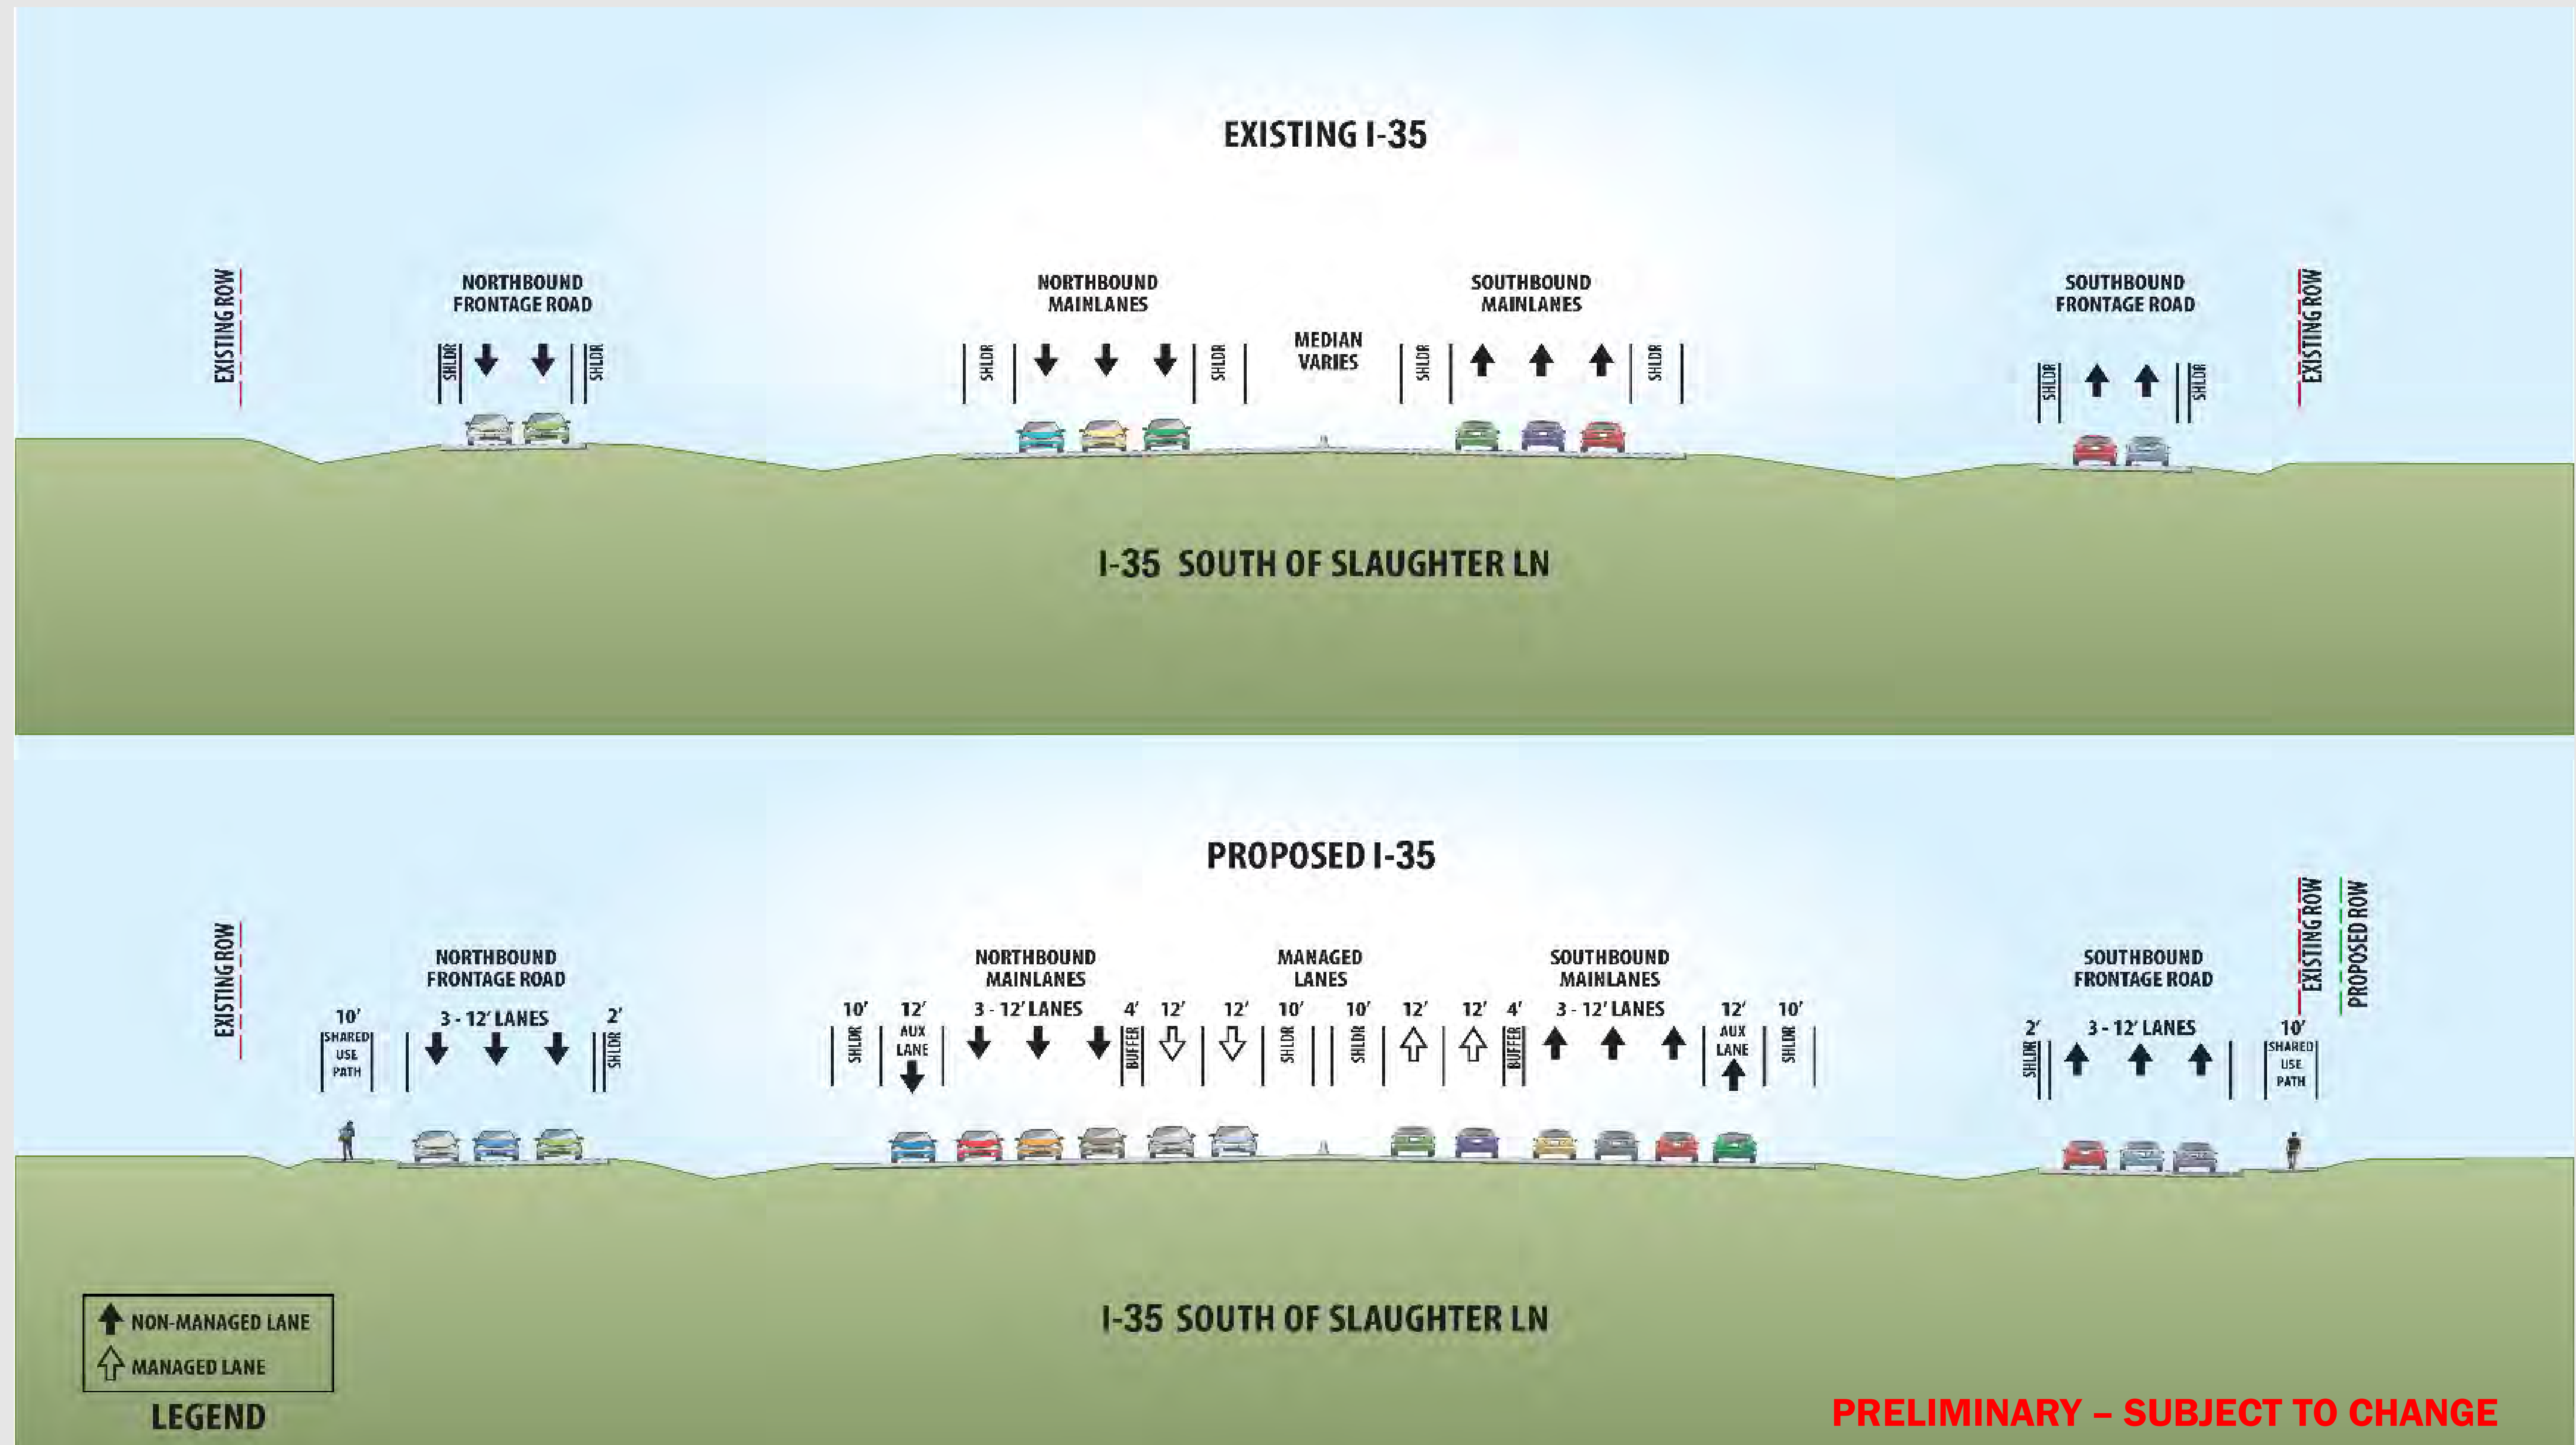 EXISTING I-35
EXISTING ROW
NORTHBOUND
FRONTAGE ROAD
SHLDR
SHLDR
NORTHBOUND
MAINLANES
SHLDR
SHLDR
MEDIAN
VARIES
SOUTHBOUND
MAINLANES
SHLDR
SHLDR
SOUTHBOUND
FRONTAGE ROAD
SHLDR
SHLDR
EXISTING ROW
I-35 SOUTH OF SLAUGHTER LN
PROPOSED I-35
EXISTING ROW
10'
SHARED
USE
PATH
NORTHBOUND
FRONTAGE ROAD
3 - 12' LANES
2'
SHLDR
10'
SHLDR
12'
AUX
LANE
NORTHBOUND
MAINLANES
3 - 12' LANES
4'
BUFFER
12'
12'
MANAGED
LANES
10'
SHLDR
10'
SHLDR
12'
12'
4'
BUFFER
SOUTHBOUND
MAINLANES
3 - 12' LANES
12'
AUX
LANE
10'
SHLDR
SOUTHBOUND
FRONTAGE ROAD
2'
SHLDR
3 - 12' LANES
10'
SHARED
USE
PATH
EXISTING ROW
PROPOSED ROW
I-35 SOUTH OF SLAUGHTER LN
NON-MANAGED LANE
MANAGED LANE
LEGEND
PRELIMINARY – SUBJECT TO CHANGE